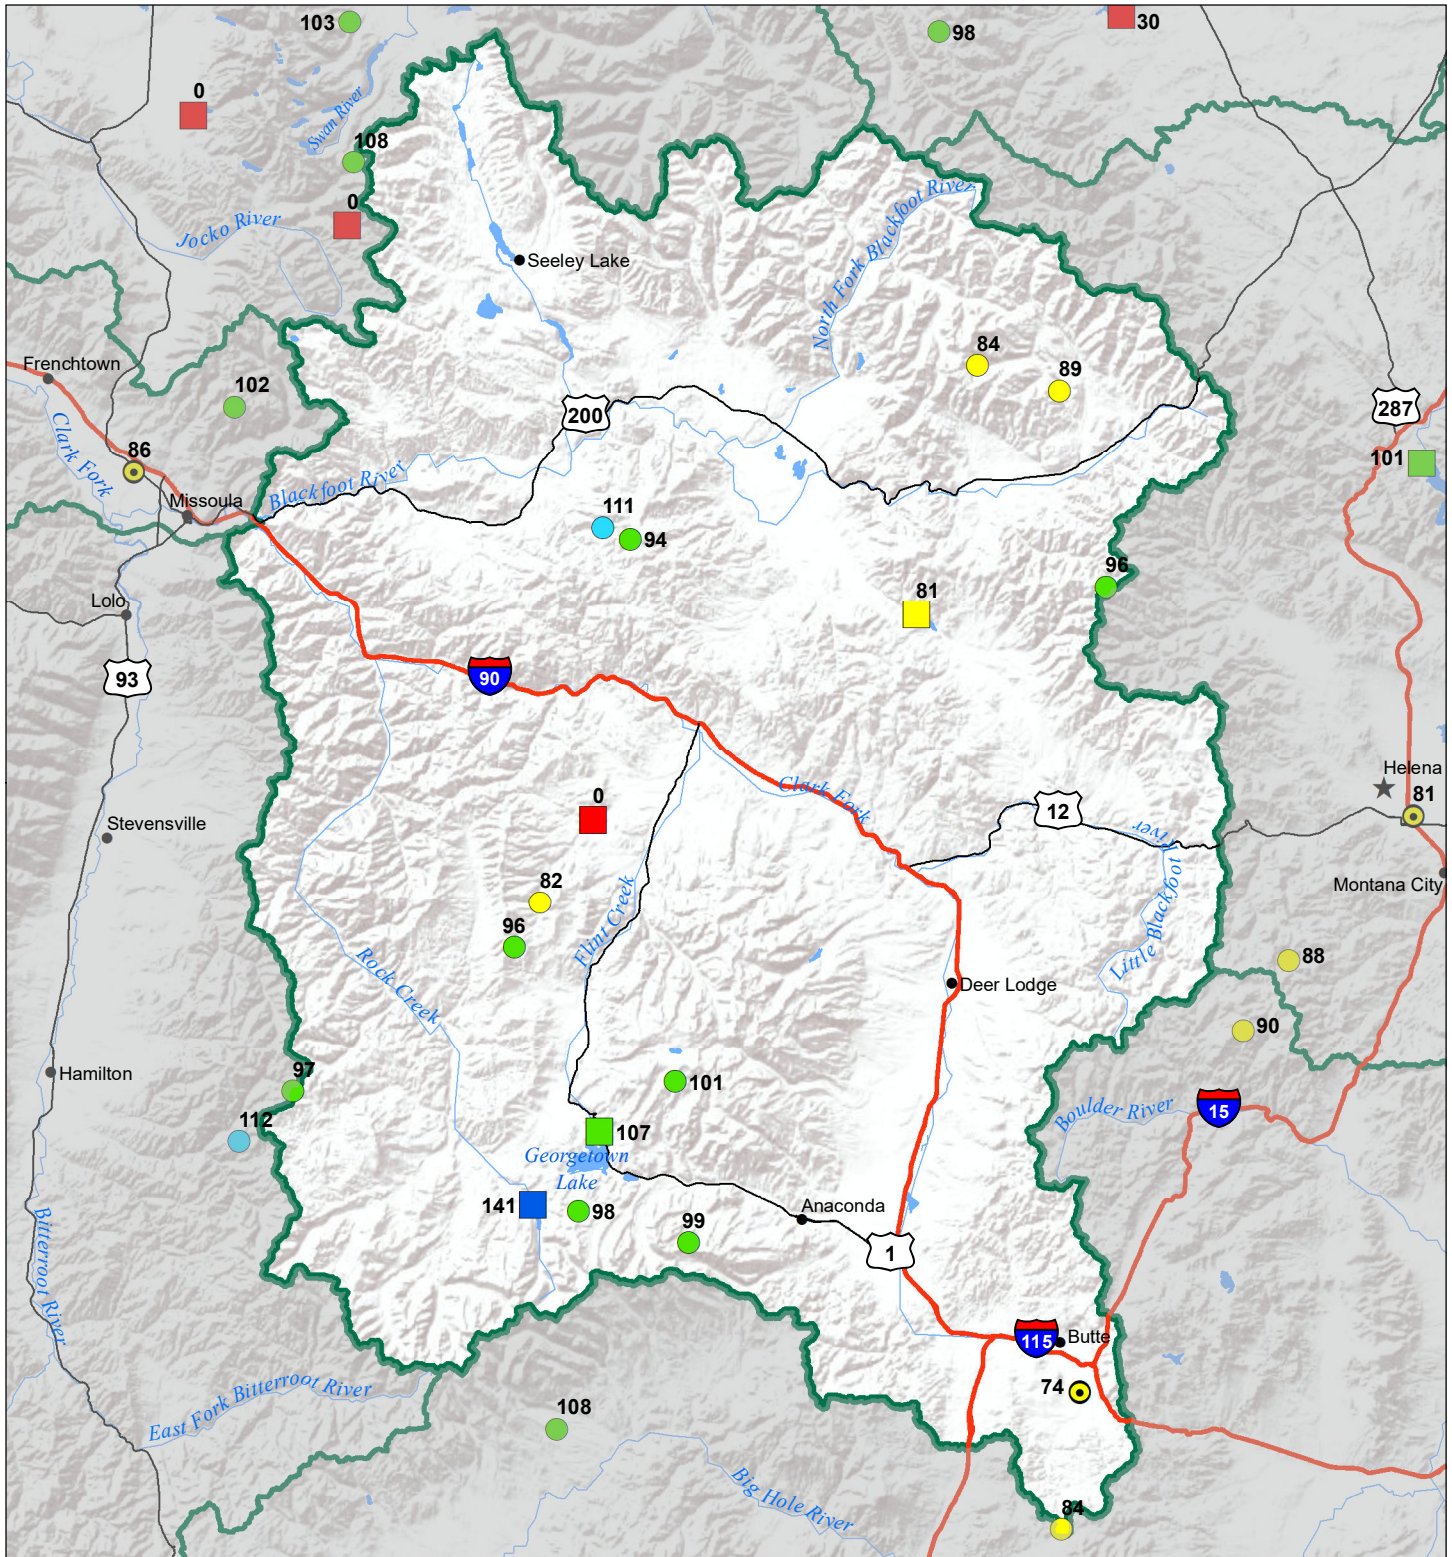 103
98
30
0
Swan River
108
0
Jocko River
North Fork Blackfoot River
Seeley Lake
Frenchtown
84
89
102
200
287
Clark Fork
86
101
Blackfoot River
Missoula
111
94
96
81
Lolo
93
90
Clark Fork
Helena
81
0
12
Little Blackfoot River
Stevensville
Montana City
82
Flint Creek
96
Rock Creek
88
Deer Lodge
90
97
Hamilton
101
15
Boulder River
112
107
Georgetown
Lake
141
98
Anaconda
99
1
Bitterroot River
115
Butte
74
East Fork Bitterroot River
108
Big Hole River
84